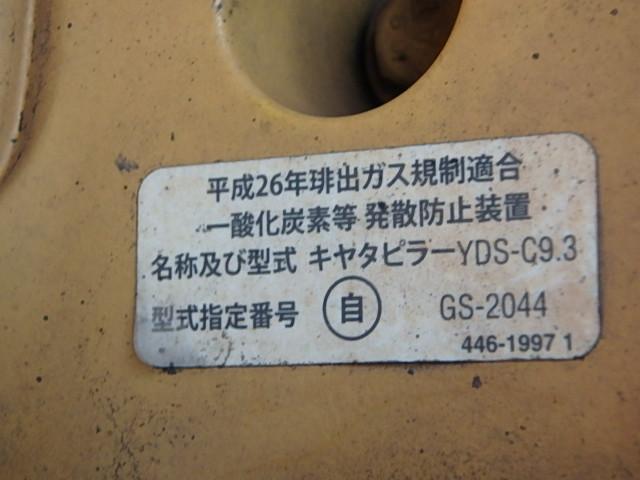 平成26年排出ガス規制適合
一酸化炭素等 発散防止装置
名称及び型式 キヤタピラーYDS-C9.3
型式指定番号 自 GS-2044
446-1997 1